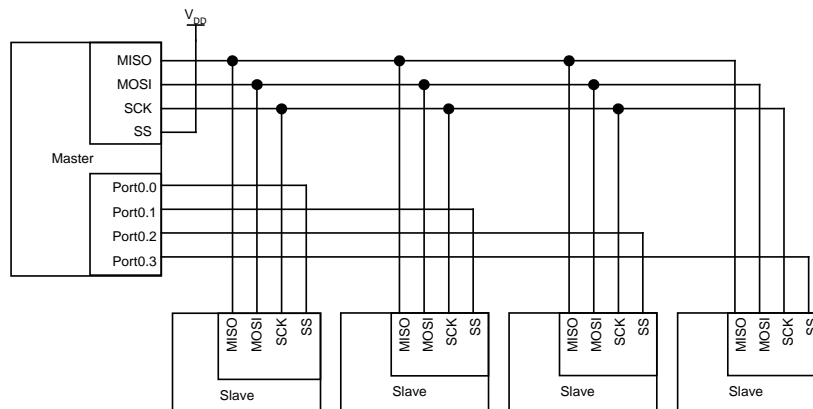 VDD
MISO
MOSI
SCK
SS
Master
Port0.0
Port0.1
Port0.2
Port0.3
MISO
MOSI
SCK
SS
Slave
MISO
MOSI
SCK
SS
Slave
MISO
MOSI
SCK
SS
Slave
MISO
MOSI
SCK
SS
Slave